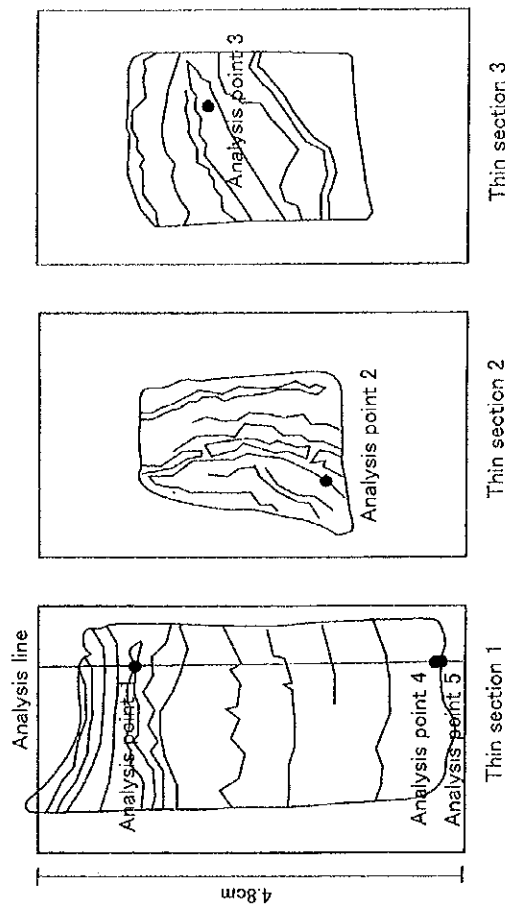 4.8cm
Analysis line
Analysis point 1
Analysis point 4
Analysis point 5
Thin section 1
Analysis point 2
Thin section 2
Analysis point 3
Thin section 3